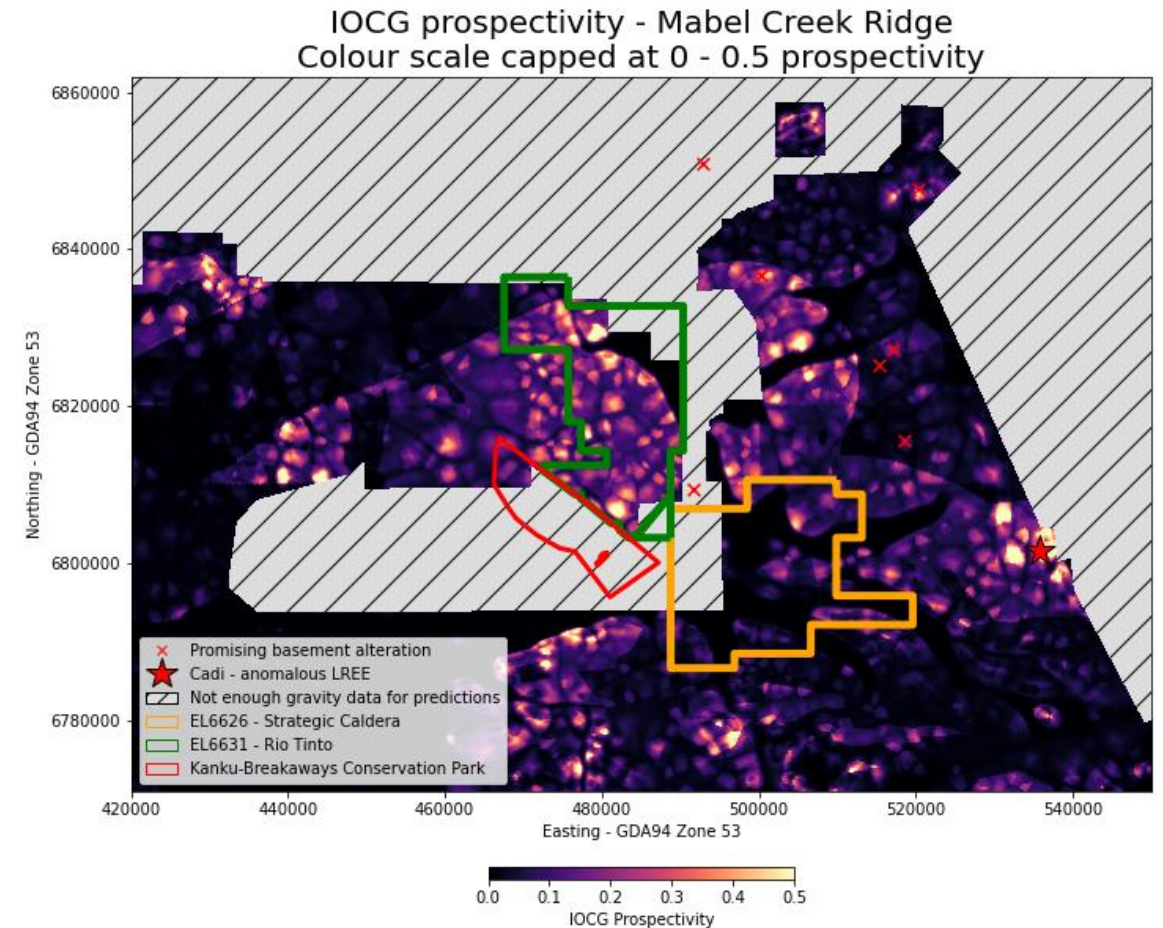 IOCG prospectivity - Mabel Creek Ridge
Colour scale capped at 0 - 0.5 prospectivity
6860000
6840000
6820000
6800000
6780000
Northing - GDA94 Zone 53
Promising basement alteration
Cadi - anomalous LREE
Not enough gravity data for predictions
EL6626 - Strategic Caldera
EL6631 - Rio Tinto
Kanku-Breakaways Conservation Park
420000 440000 460000 480000 500000 520000 540000
Easting - GDA94 Zone 53
0.0 0.1 0.2 0.3 0.4 0.5
IOCG Prospectivity